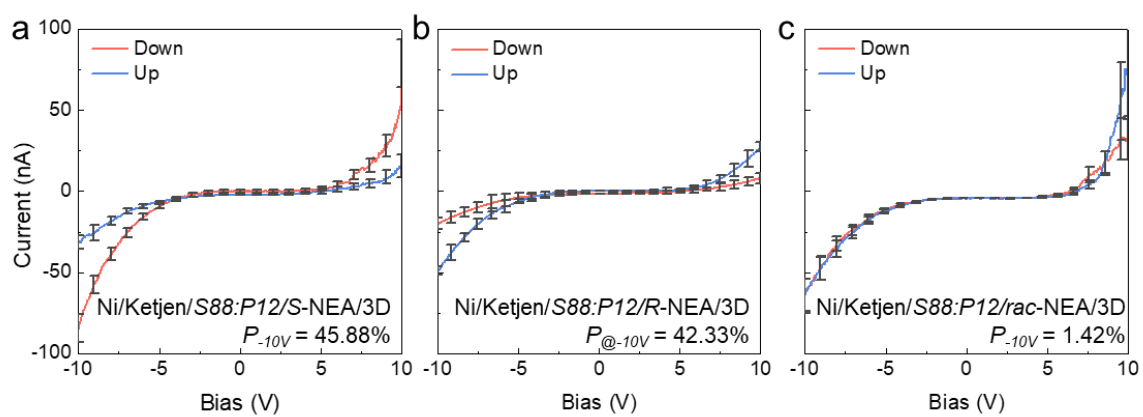 a
Down
Up
b
Down
Up
c
Down
Up
100
50
0
-50
-100
Current (nA)
Ni/Ketjen/S88:P12/S-NEA/3D
P-10V = 45.88%
Ni/Ketjen/S88:P12/R-NEA/3D
P@-10V = 42.33%
Ni/Ketjen/S88:P12/rac-NEA/3D
P-10V = 1.42%
-10 -5 0 5 10
-10 -5 0 5 10
-10 -5 0 5 10
Bias (V)
Bias (V)
Bias (V)